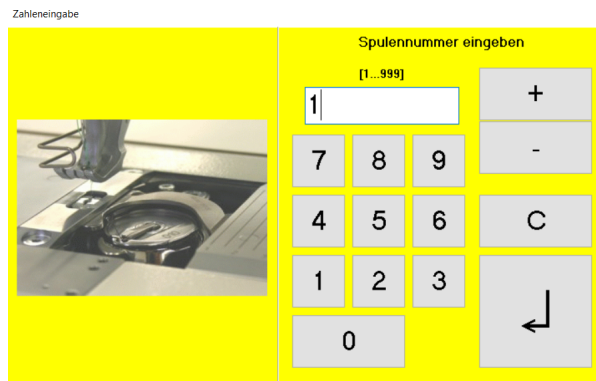 Zahleneingabe
Spulennummer eingeben
[1...999]
1
+
7 8 9
-
4 5 6
C
1 2 3
0